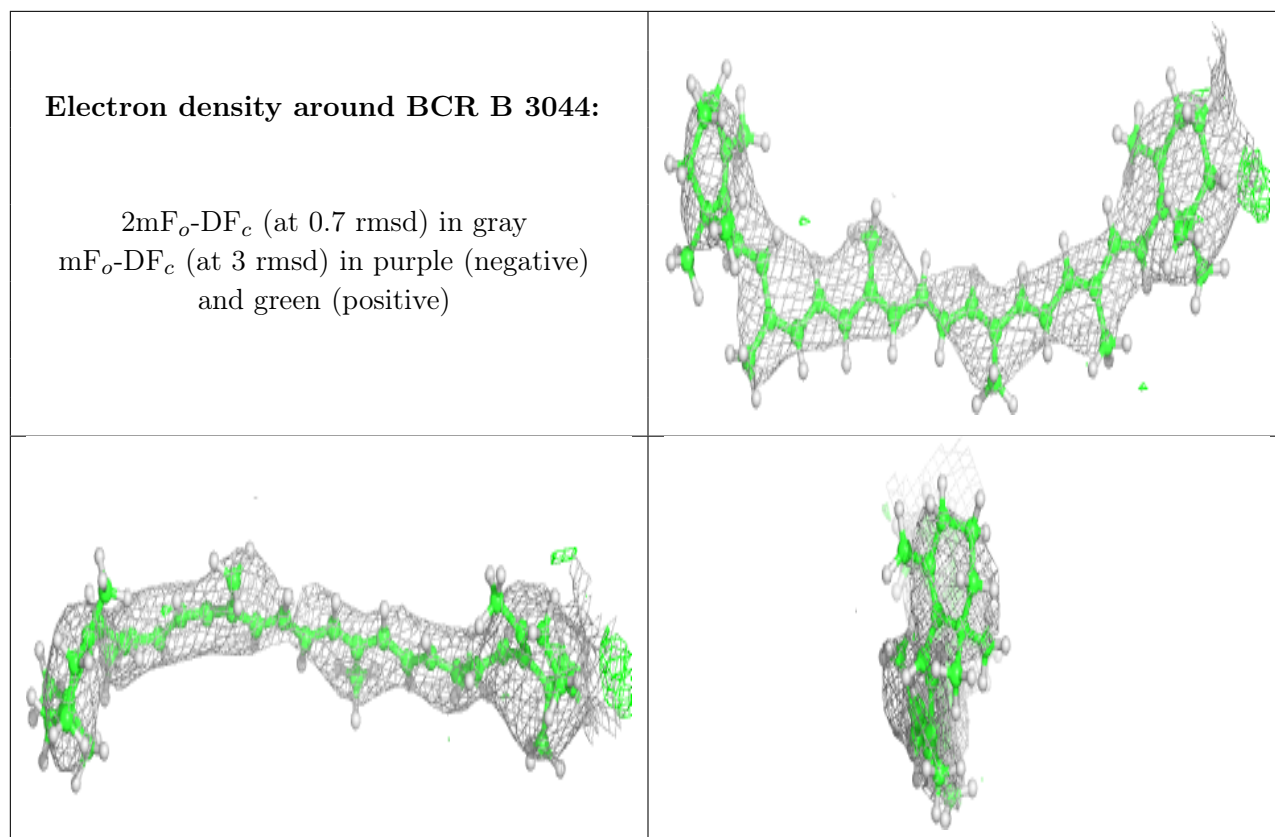 Electron density around BCR B 3044:
2mFo-DFc (at 0.7 rmsd) in gray
mFo-DFc (at 3 rmsd) in purple (negative)
and green (positive)